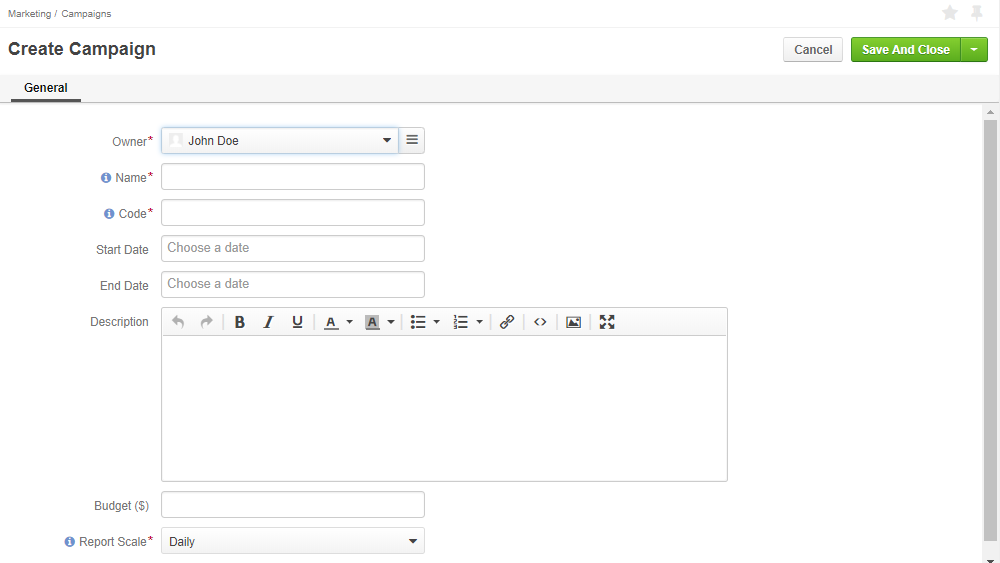 Marketing / Campaigns
Create Campaign
Cancel
Save And Close
General
Owner* John Doe
Name*
Code*
Start Date Choose a date
End Date Choose a date
Description B I U A A
Budget ($)
Report Scale* Daily